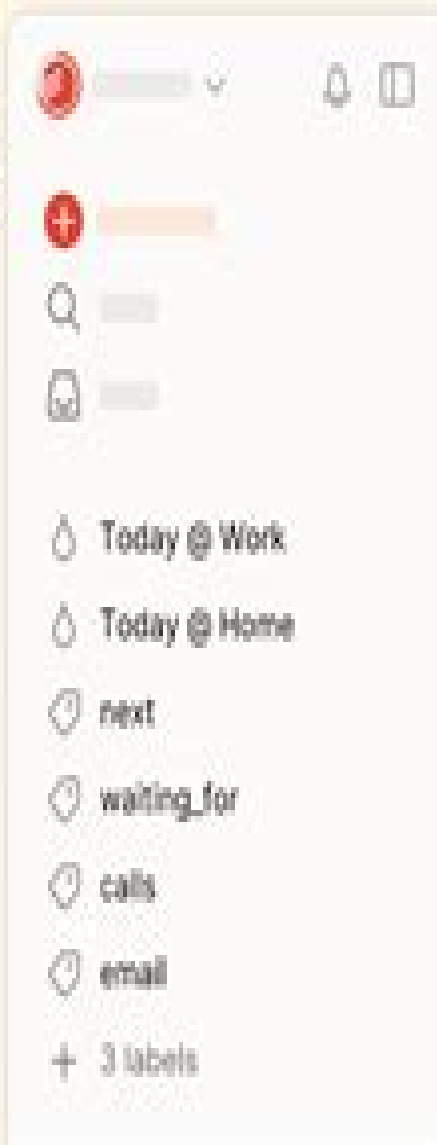 Today @ Work
Today @ Home
next
waiting_for
calls
email
3 labels